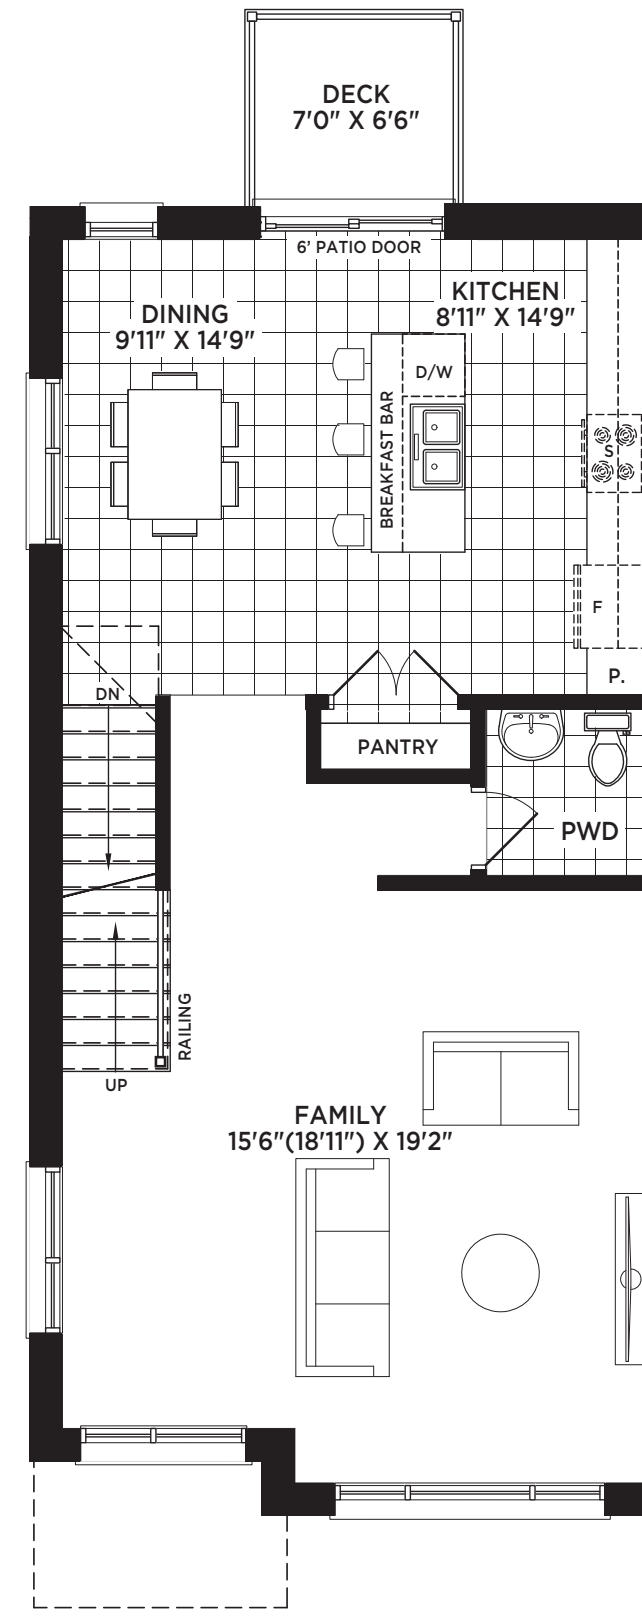 DECK
7'0" X 6'6"
6' PATIO DOOR
KITCHEN
8'11" X 14'9"
DINING
9'11" X 14'9"
D/W
BREAKFAST BAR
S
F
P.
DN
PANTRY
PWD
RAILING
UP
FAMILY
15'6"(18'11") X 19'2"